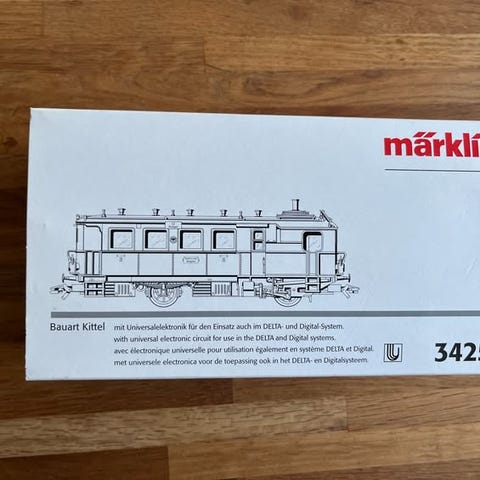 märkli
Bauart Kittel mit Universalelektronik für den Einsatz auch im DELTA- und Digital-System.
with universal electronic circuit for use in the DELTA and Digital systems.
avec électronique universelle pour utilisation également en système DELTA et Digital.
met universele electronica voor de toepassing ook in het DELTA- en Digitalsysteem.
3425